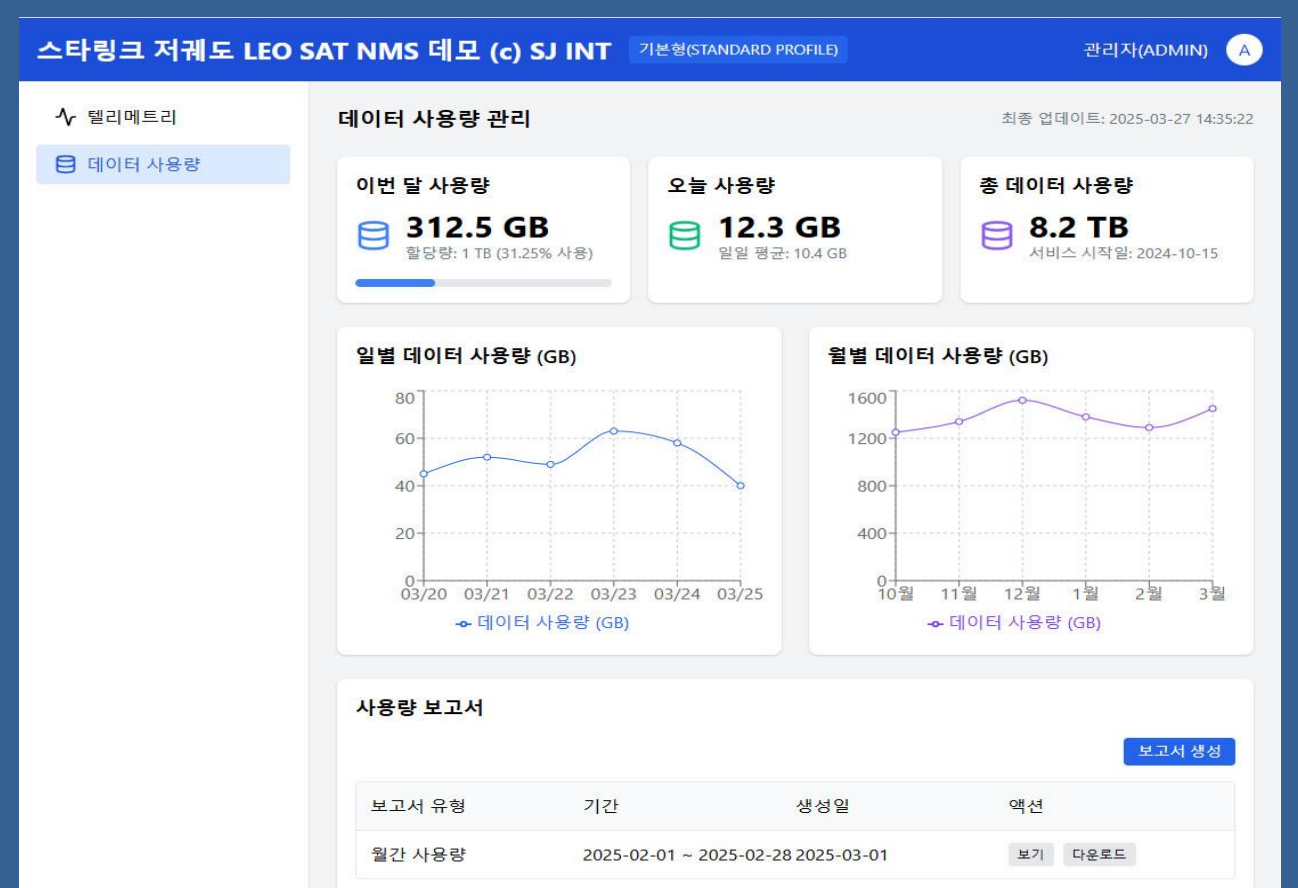 스타링크 저궤도 LEO SAT NMS 데모 (c) SJ INT 기본형(STANDARD PROFILE) 관리자(ADMIN) A
텔리메트리
데이터 사용량
데이터 사용량 관리 최종 업데이트: 2025-03-27 14:35:22
이번 달 사용량
312.5 GB
할당량: 1 TB (31.25% 사용)
오늘 사용량
12.3 GB
일일 평균: 10.4 GB
총 데이터 사용량
8.2 TB
서비스 시작일: 2024-10-15
일별 데이터 사용량 (GB)
80
60
40
20
0
03/20 03/21 03/22 03/23 03/24 03/25
데이터 사용량 (GB)
월별 데이터 사용량 (GB)
1600
1200
800
400
0
10월 11월 12월 1월 2월 3월
데이터 사용량 (GB)
사용량 보고서
보고서 생성
보고서 유형 기간 생성일 액션
월간 사용량 2025-02-01 ~ 2025-02-28 2025-03-01 보기 다운로드